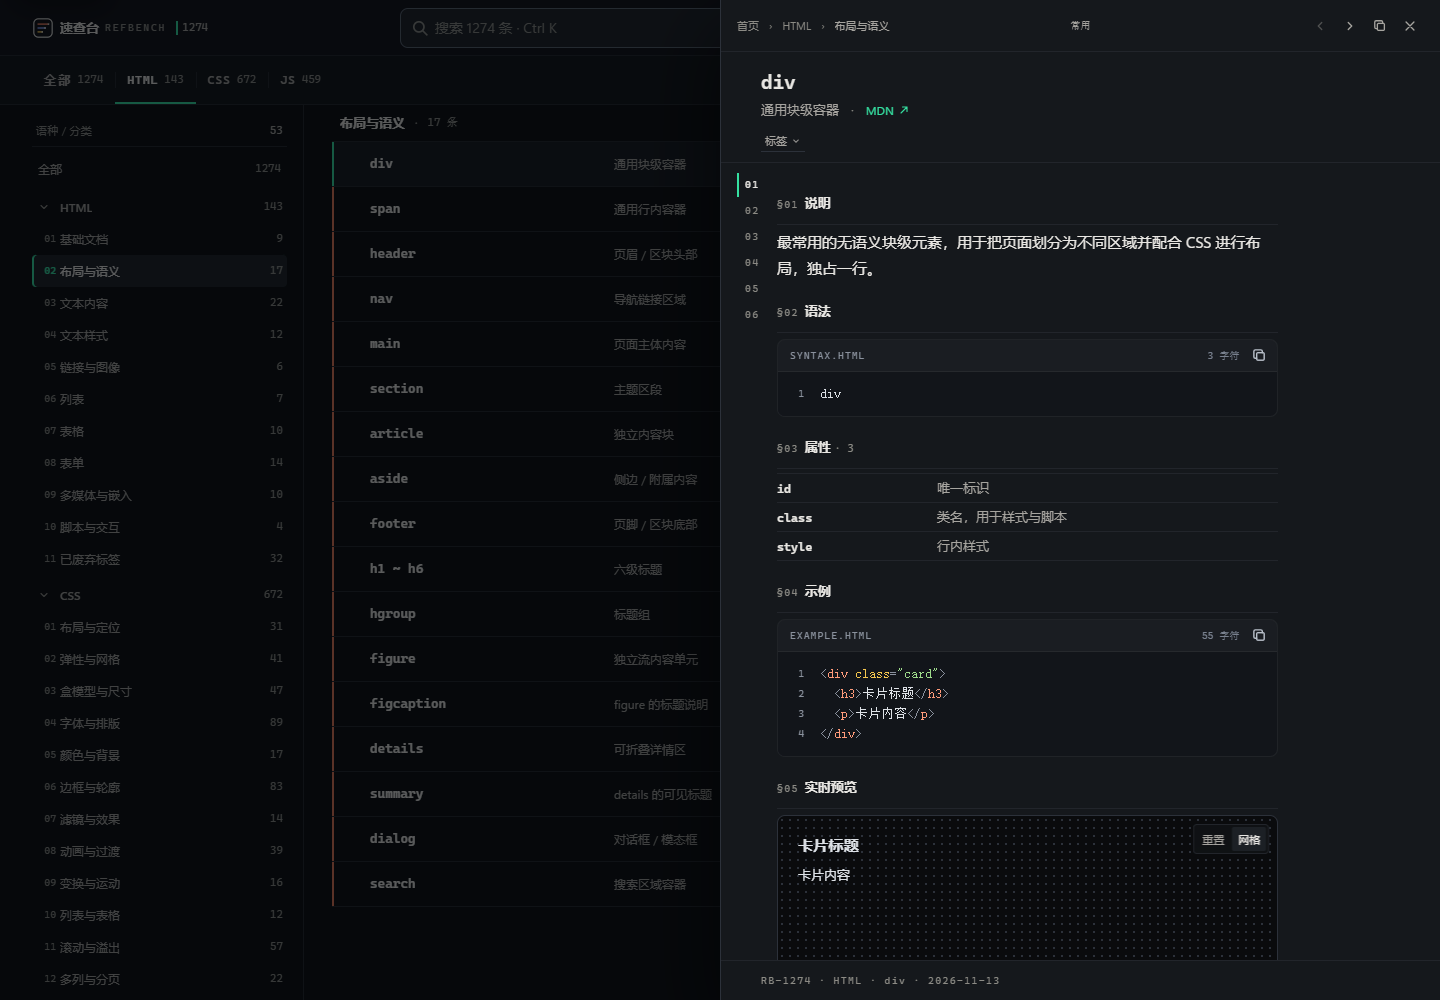 速查台 REFBENCH 1274
搜索 1274 条 · Ctrl K
全部 1274 HTML 143 CSS 672 JS 459
语种 / 分类 53
全部 1274
HTML 143
01 基础文档 9
02 布局与语义 17
03 文本内容 22
04 文本样式 12
05 链接与图像 6
06 列表 7
07 表格 10
08 表单 14
09 多媒体与嵌入 10
10 脚本与交互 4
11 已废弃标签 32
CSS 672
01 布局与定位 31
02 弹性与网格 41
03 盒模型与尺寸 47
04 字体与排版 89
05 颜色与背景 17
06 边框与轮廓 83
07 滤镜与效果 14
08 动画与过渡 39
09 变换与运动 16
10 列表与表格 12
11 滚动与溢出 57
12 多列与分页 22
布局与语义 · 17 条
div 通用块级容器
span 通用行内容器
header 页眉 / 区块头部
nav 导航链接区域
main 页面主体内容
section 主题区段
article 独立内容块
aside 侧边 / 附属内容
footer 页脚 / 区块底部
h1 ~ h6 六级标题
hgroup 标题组
figure 独立流内容单元
figcaption figure 的标题说明
details 可折叠详情区
summary details 的可见标题
dialog 对话框 / 模态框
search 搜索区域容器
首页 › HTML › 布局与语义 常用
div
通用块级容器 · MDN ↗
标签
01
02
03
04
05
06
§01 说明
最常用的无语义块级元素，用于把页面划分为不同区域并配合 CSS 进行布
局，独占一行。
§02 语法
SYNTAX.HTML 3 字符
1 div
§03 属性 · 3
id 唯一标识
class 类名，用于样式与脚本
style 行内样式
§04 示例
EXAMPLE.HTML 55 字符
1 <div class="card">
2 <h3>卡片标题</h3>
3 <p>卡片内容</p>
4 </div>
§05 实时预览
重置 网格
卡片标题
卡片内容
RB-1274 · HTML · div · 2026-11-13